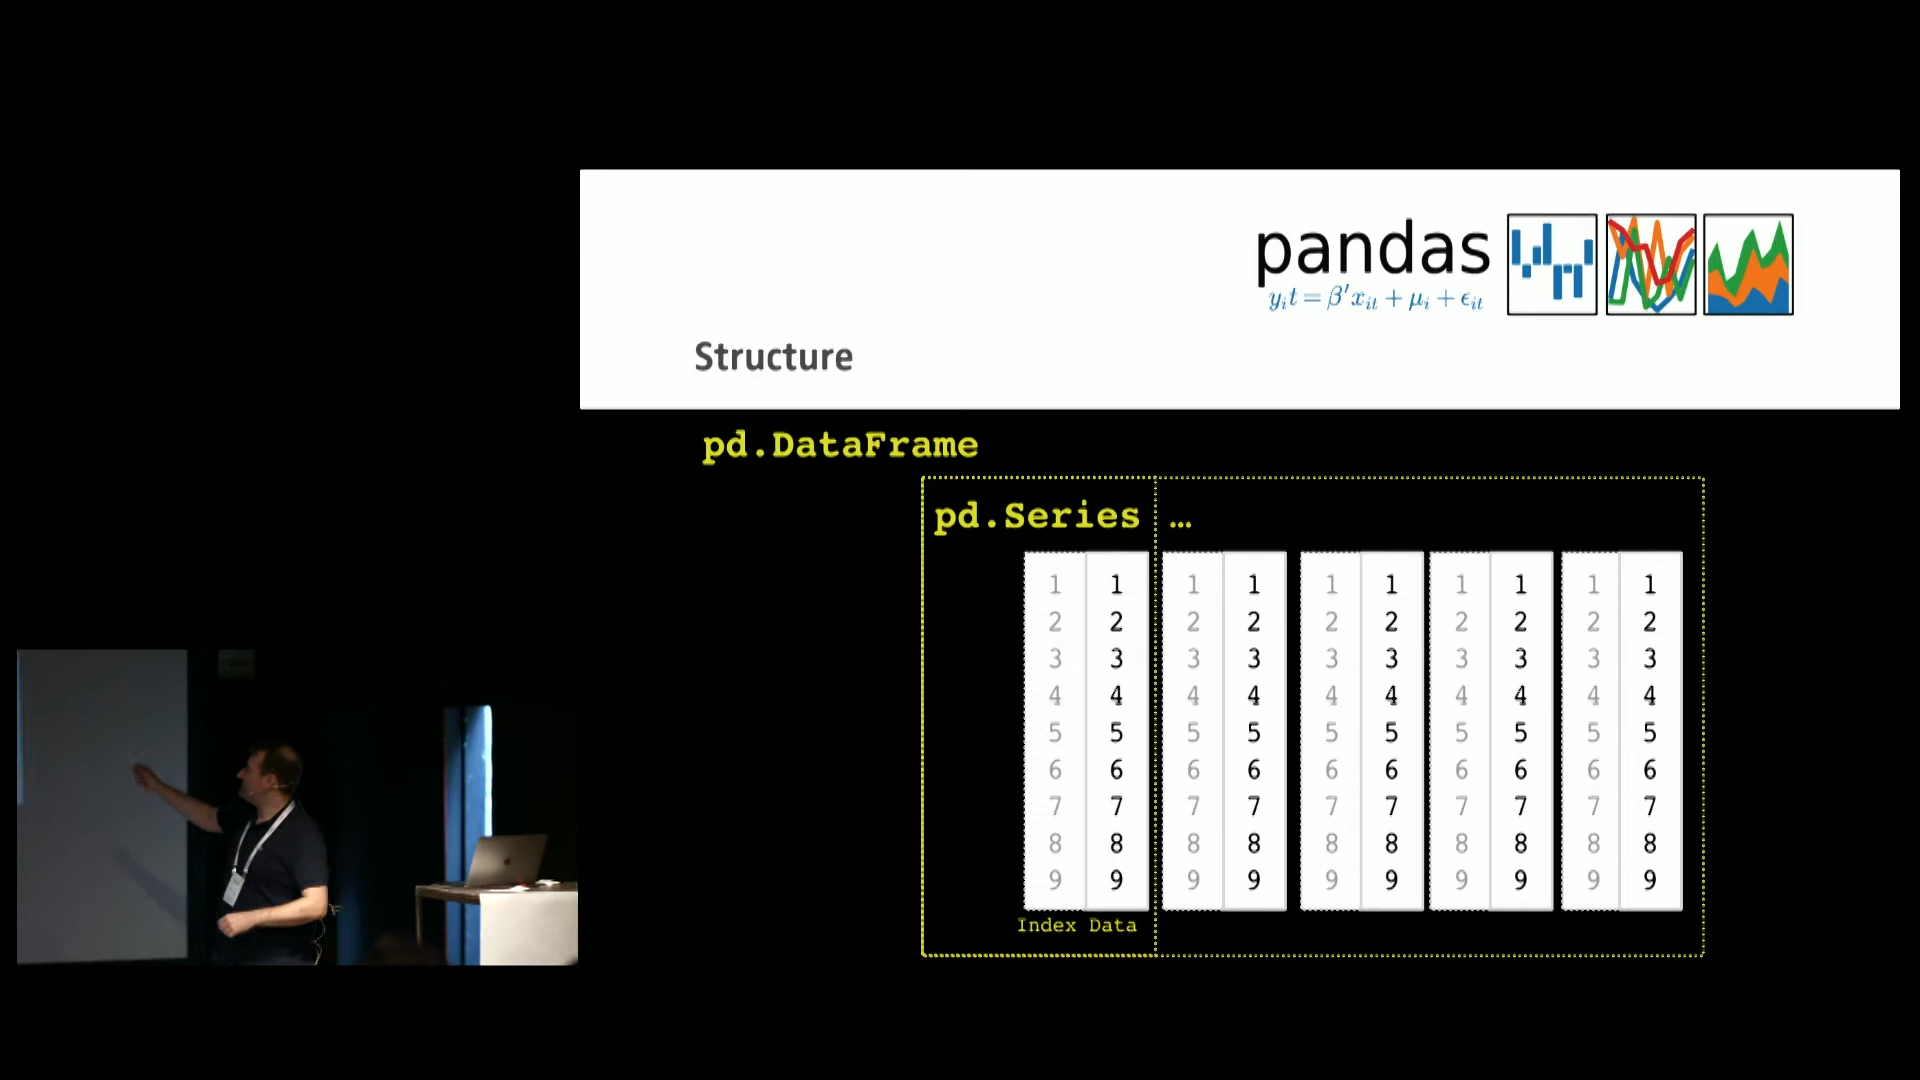 pandas
y_i t = β′x_{it} + μ_i + ϵ_{it}
Structure
pd.DataFrame
pd.Series ...
1 1 1 1 1 1 1 1 1 1
2 2 2 2 2 2 2 2 2 2
3 3 3 3 3 3 3 3 3 3
4 4 4 4 4 4 4 4 4 4
5 5 5 5 5 5 5 5 5 5
6 6 6 6 6 6 6 6 6 6
7 7 7 7 7 7 7 7 7 7
8 8 8 8 8 8 8 8 8 8
9 9 9 9 9 9 9 9 9 9
Index Data